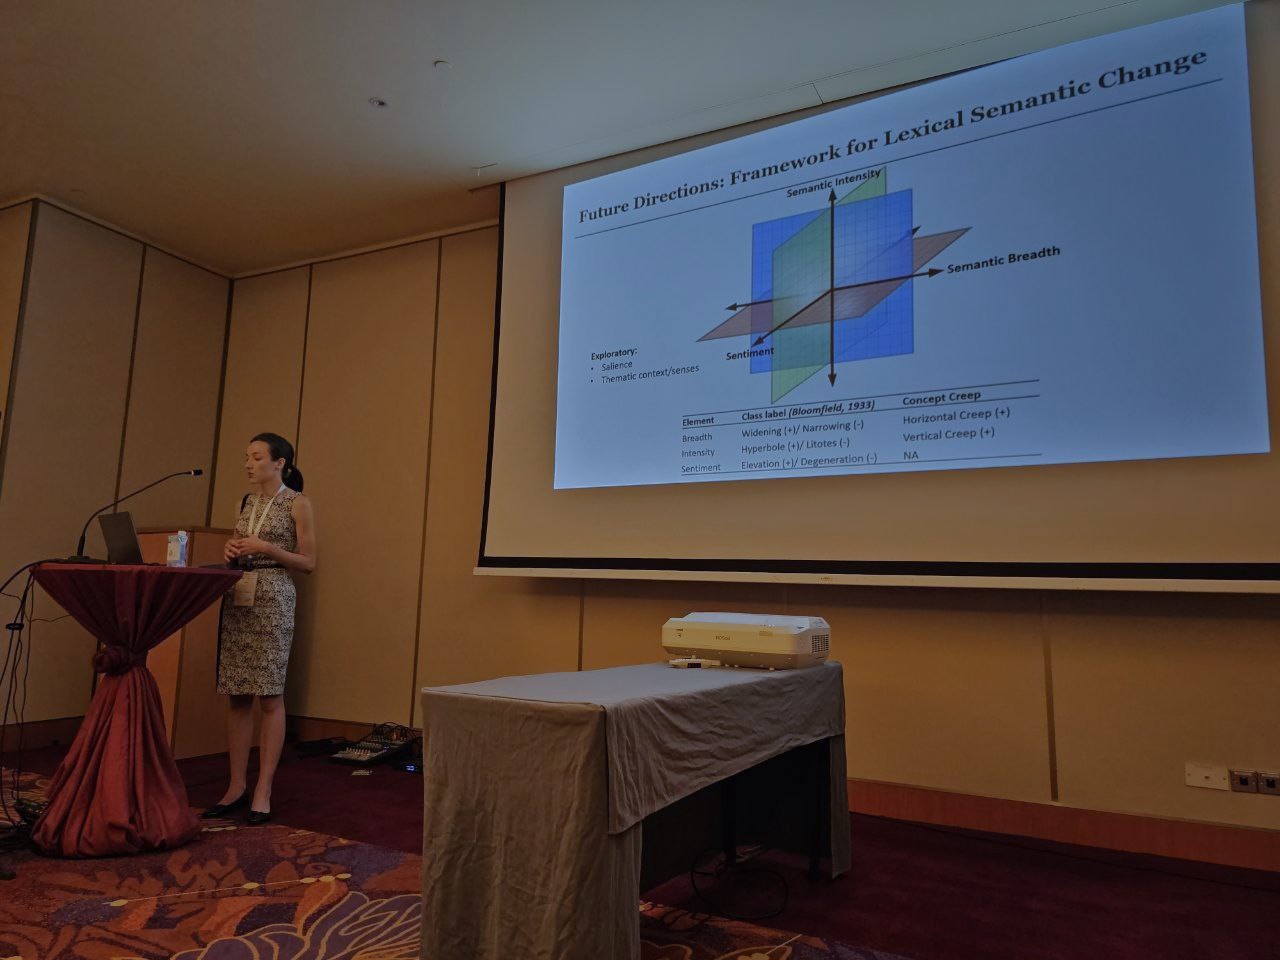 Future Directions: Framework for Lexical Semantic Change
Semantic Intensity
Semantic Breadth
Sentiment
Exploratory:
• Salience
• Thematic context/senses
Element Class label (Bloomfield, 1933) Concept Creep
Breadth Widening (+)/ Narrowing (-) Horizontal Creep (+)
Intensity Hyperbole (+)/ Litotes (-) Vertical Creep (+)
Sentiment Elevation (+)/ Degeneration (-) NA